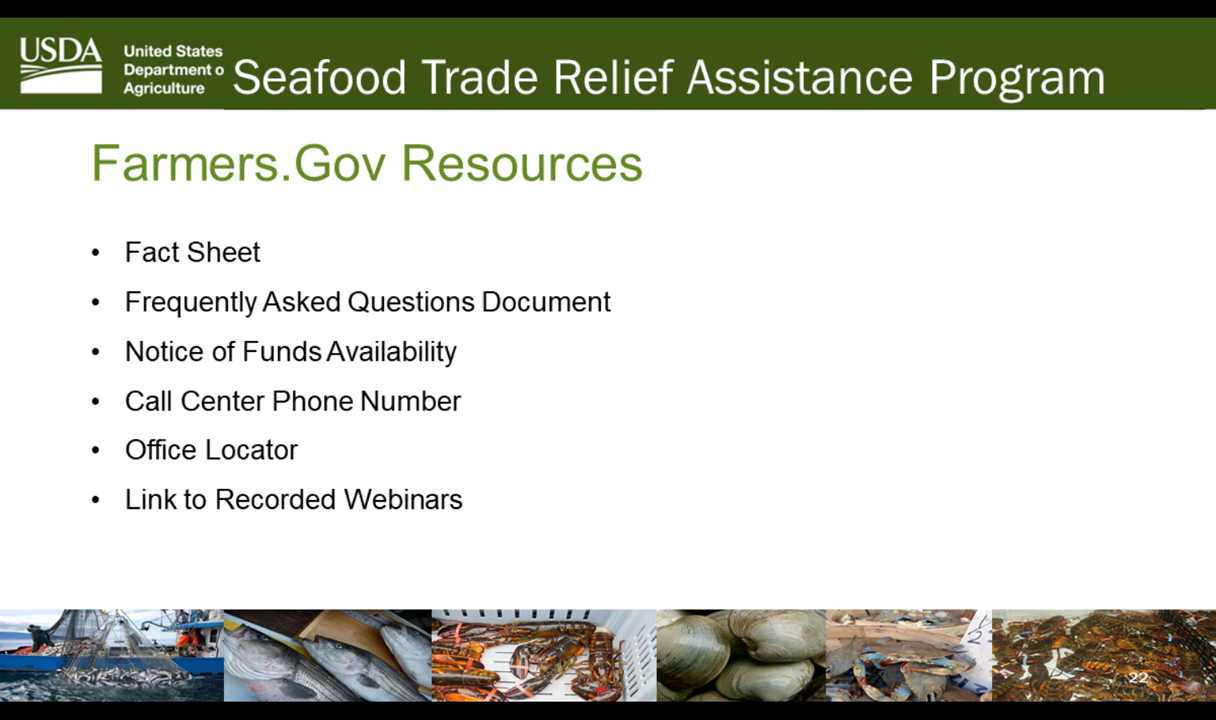 USDA
United States
Department o
Agriculture
Seafood Trade Relief Assistance Program
Farmers.Gov Resources
• Fact Sheet
• Frequently Asked Questions Document
• Notice of Funds Availability
• Call Center Phone Number
• Office Locator
• Link to Recorded Webinars
22